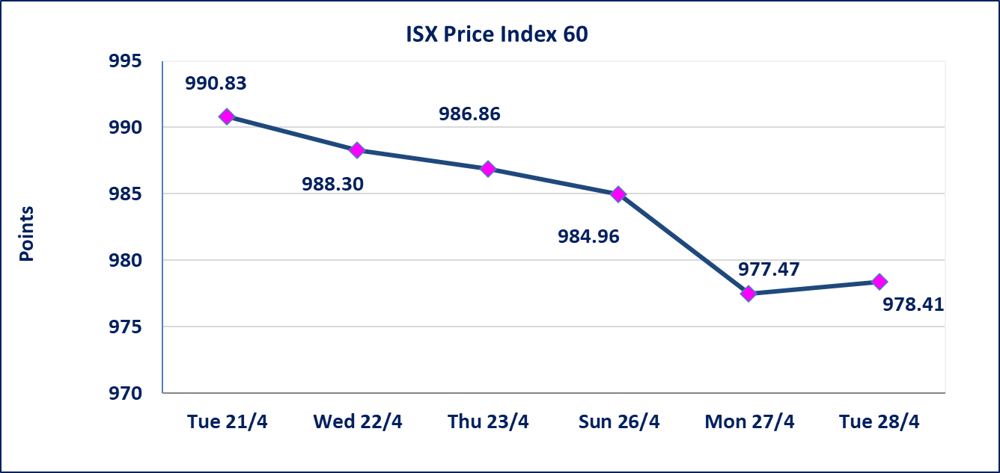 ISX Price Index 60
995
990
985
980
975
970
Points
990.83
988.30
986.86
984.96
977.47
978.41
Tue 21/4
Wed 22/4
Thu 23/4
Sun 26/4
Mon 27/4
Tue 28/4